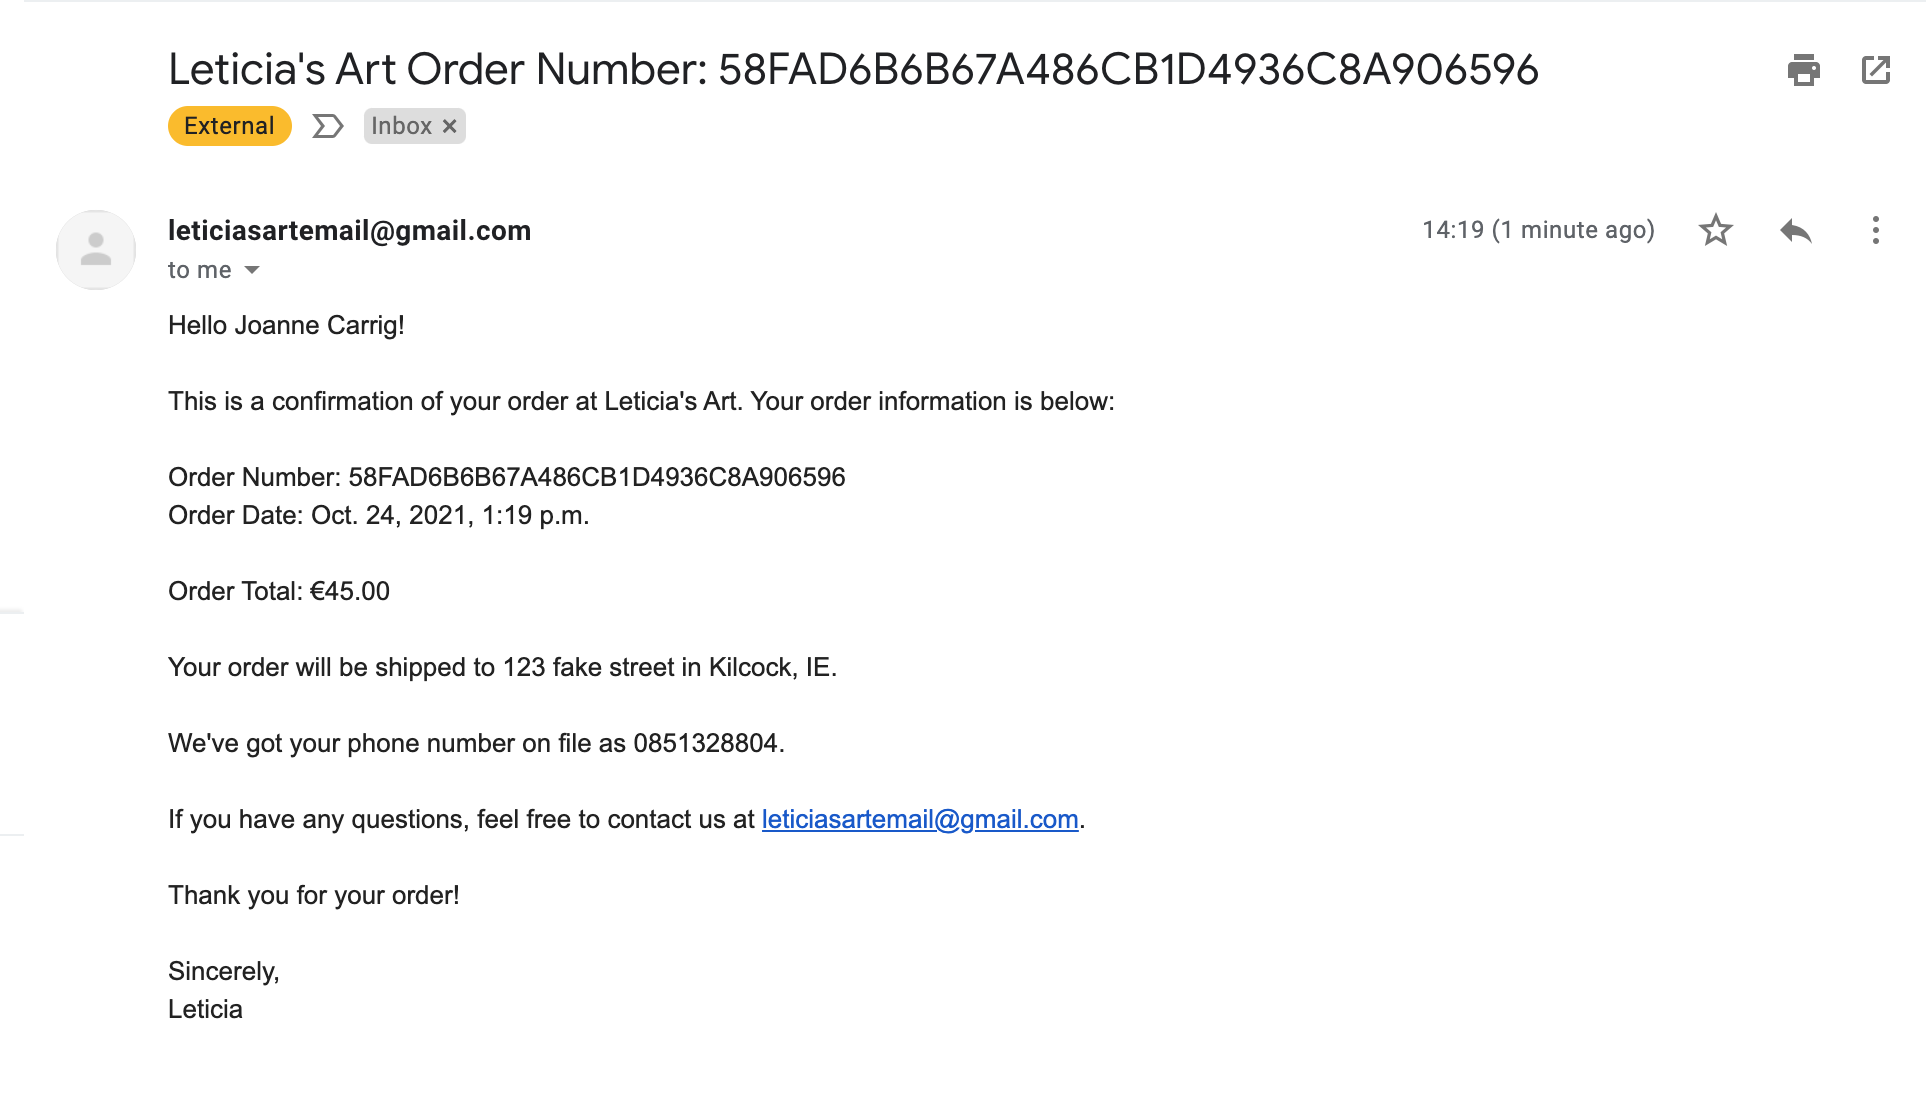 Leticia's Art Order Number: 58FAD6B6B67A486CB1D4936C8A906596
External Inbox ×
leticiasartemail@gmail.com 14:19 (1 minute ago)
to me
Hello Joanne Carrig!
This is a confirmation of your order at Leticia's Art. Your order information is below:
Order Number: 58FAD6B6B67A486CB1D4936C8A906596
Order Date: Oct. 24, 2021, 1:19 p.m.
Order Total: €45.00
Your order will be shipped to 123 fake street in Kilcock, IE.
We've got your phone number on file as 0851328804.
If you have any questions, feel free to contact us at leticiasartemail@gmail.com.
Thank you for your order!
Sincerely,
Leticia